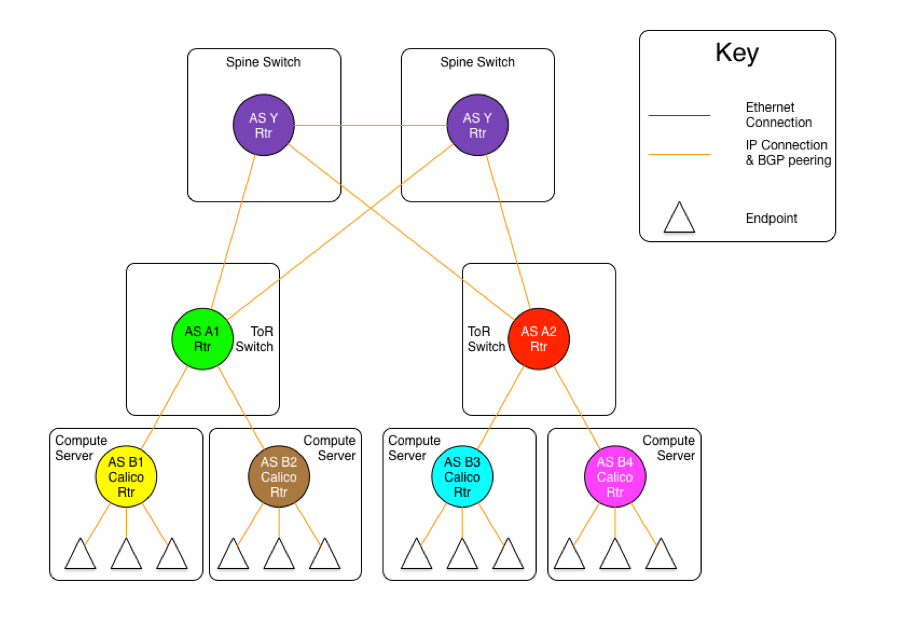 Spine Switch
Spine Switch
AS Y
Rtr
AS Y
Rtr
Key
Ethernet
Connection
IP Connection
& BGP peering
Endpoint
AS A1
Rtr
ToR
Switch
ToR
Switch
AS A2
Rtr
Compute
Server
AS B1
Calico
Rtr
Compute
Server
AS B2
Calico
Rtr
Compute
Server
AS B3
Calico
Rtr
Compute
Server
AS B4
Calico
Rtr